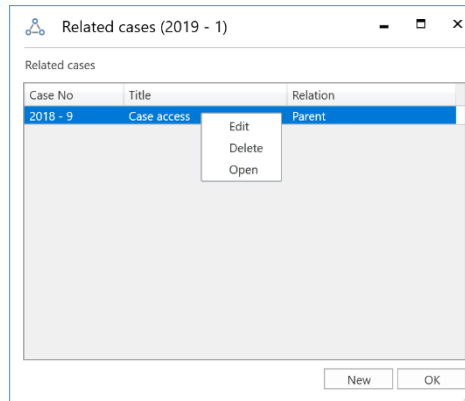 Related cases (2019 - 1)
Related cases
Case No Title Relation
2018 - 9 Case access Parent
Edit
Delete
Open
New OK